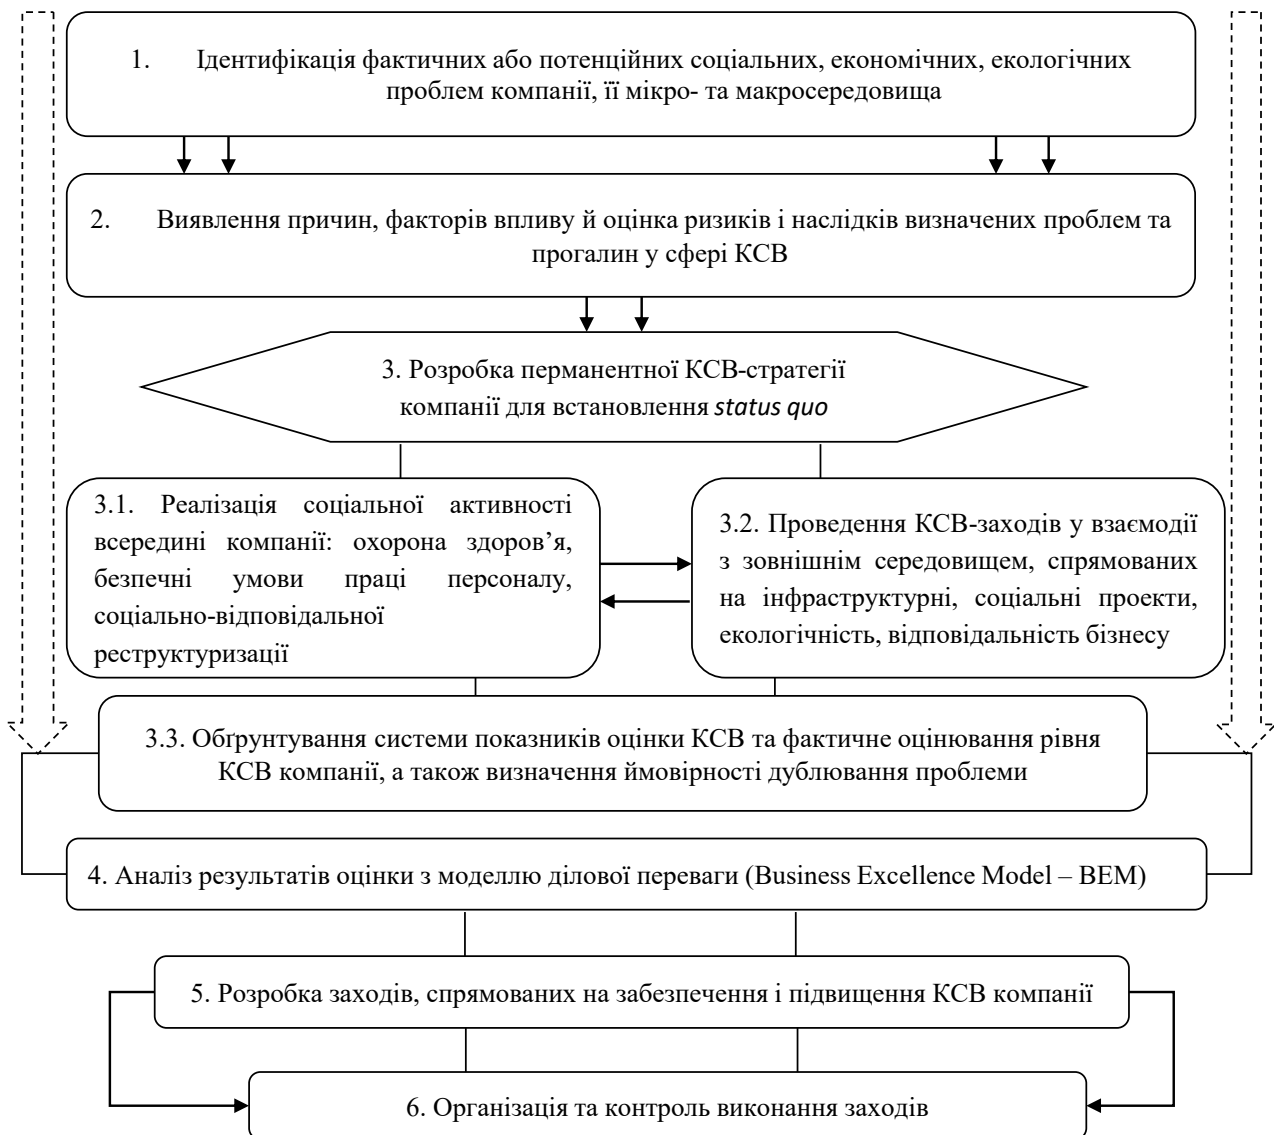 1. Ідентифікація фактичних або потенційних соціальних, економічних, екологічних
проблем компанії, її мікро- та макросередовища
2. Виявлення причин, факторів впливу й оцінка ризиків і наслідків визначених проблем та
прогалин у сфері КСВ
3. Розробка перманентної КСВ-стратегії
компанії для встановлення status quo
3.1. Реалізація соціальної активності
всередині компанії: охорона здоров’я,
безпечні умови праці персоналу,
соціально-відповідальної
реструктуризації
3.2. Проведення КСВ-заходів у взаємодії
з зовнішнім середовищем, спрямованих
на інфраструктурні, соціальні проекти,
екологічність, відповідальність бізнесу
3.3. Обґрунтування системи показників оцінки КСВ та фактичне оцінювання рівня
КСВ компанії, а також визначення ймовірності дублювання проблеми
4. Аналіз результатів оцінки з моделлю ділової переваги (Business Excellence Model – BEM)
5. Розробка заходів, спрямованих на забезпечення і підвищення КСВ компанії
6. Організація та контроль виконання заходів